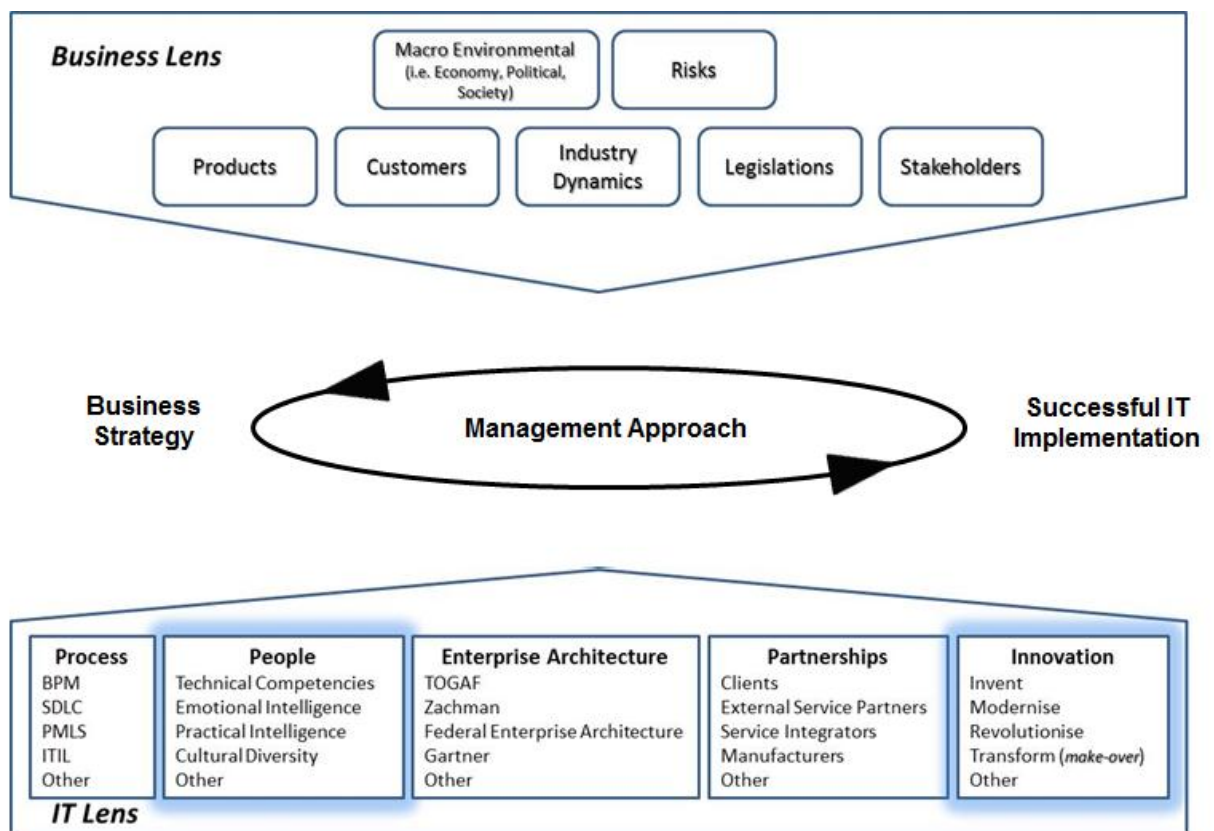 Business Lens
Macro Environmental
(i.e. Economy, Political,
Society)
Risks
Products
Customers
Industry
Dynamics
Legislations
Stakeholders
Business
Strategy
Management Approach
Successful IT
Implementation
Process
BPM
SDLC
PMLS
ITIL
Other
People
Technical Competencies
Emotional Intelligence
Practical Intelligence
Cultural Diversity
Other
Enterprise Architecture
TOGAF
Zachman
Federal Enterprise Architecture
Gartner
Other
Partnerships
Clients
External Service Partners
Service Integrators
Manufacturers
Other
Innovation
Invent
Modernise
Revolutionise
Transform (make-over)
Other
IT Lens